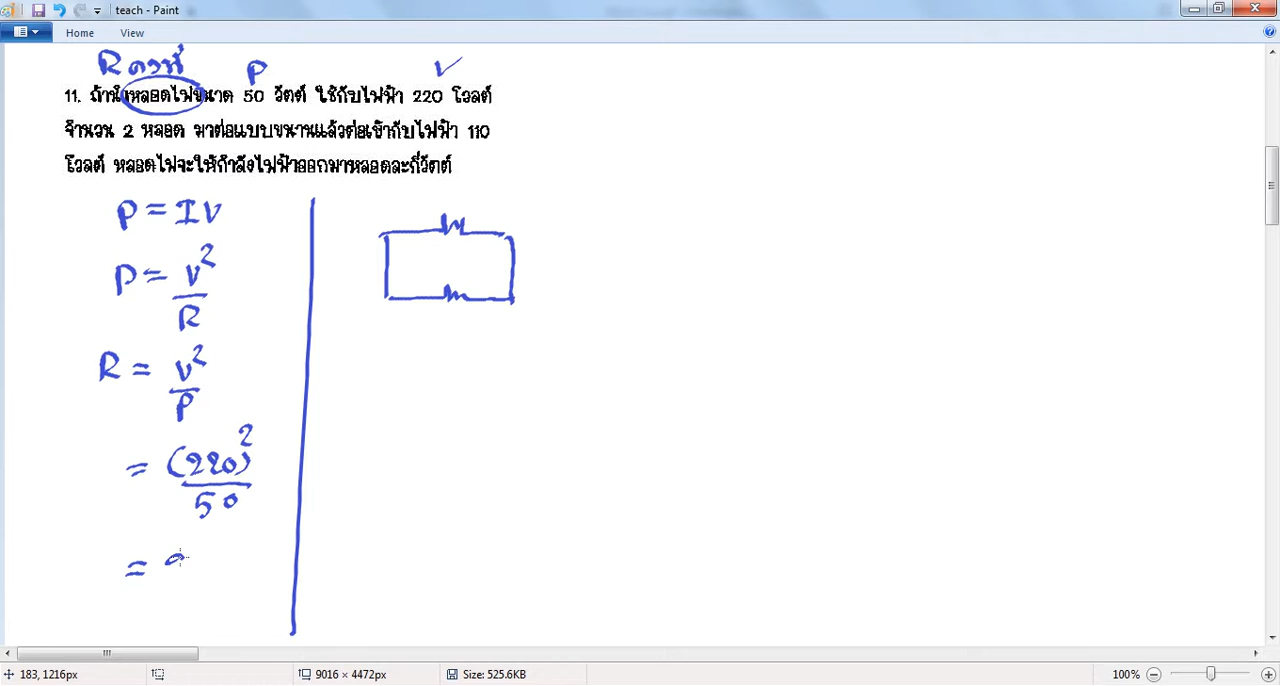 teach - Paint
Home View
R คงที่
P V
11. ถ้านำหลอดไฟขนาด 50 วัตต์ ใช้กับไฟฟ้า 220 โวลต์
จำนวน 2 หลอด มาต่อแบบขนานแล้วต่อเข้ากับไฟฟ้า 110
โวลต์ หลอดไฟจะให้กำลังไฟฟ้าออกมาหลอดละกี่วัตต์
P = IV
P = V²/R
R = V²/P
= (220)²/50
=
183, 1216px 9016 × 4472px Size: 525.6KB 100%